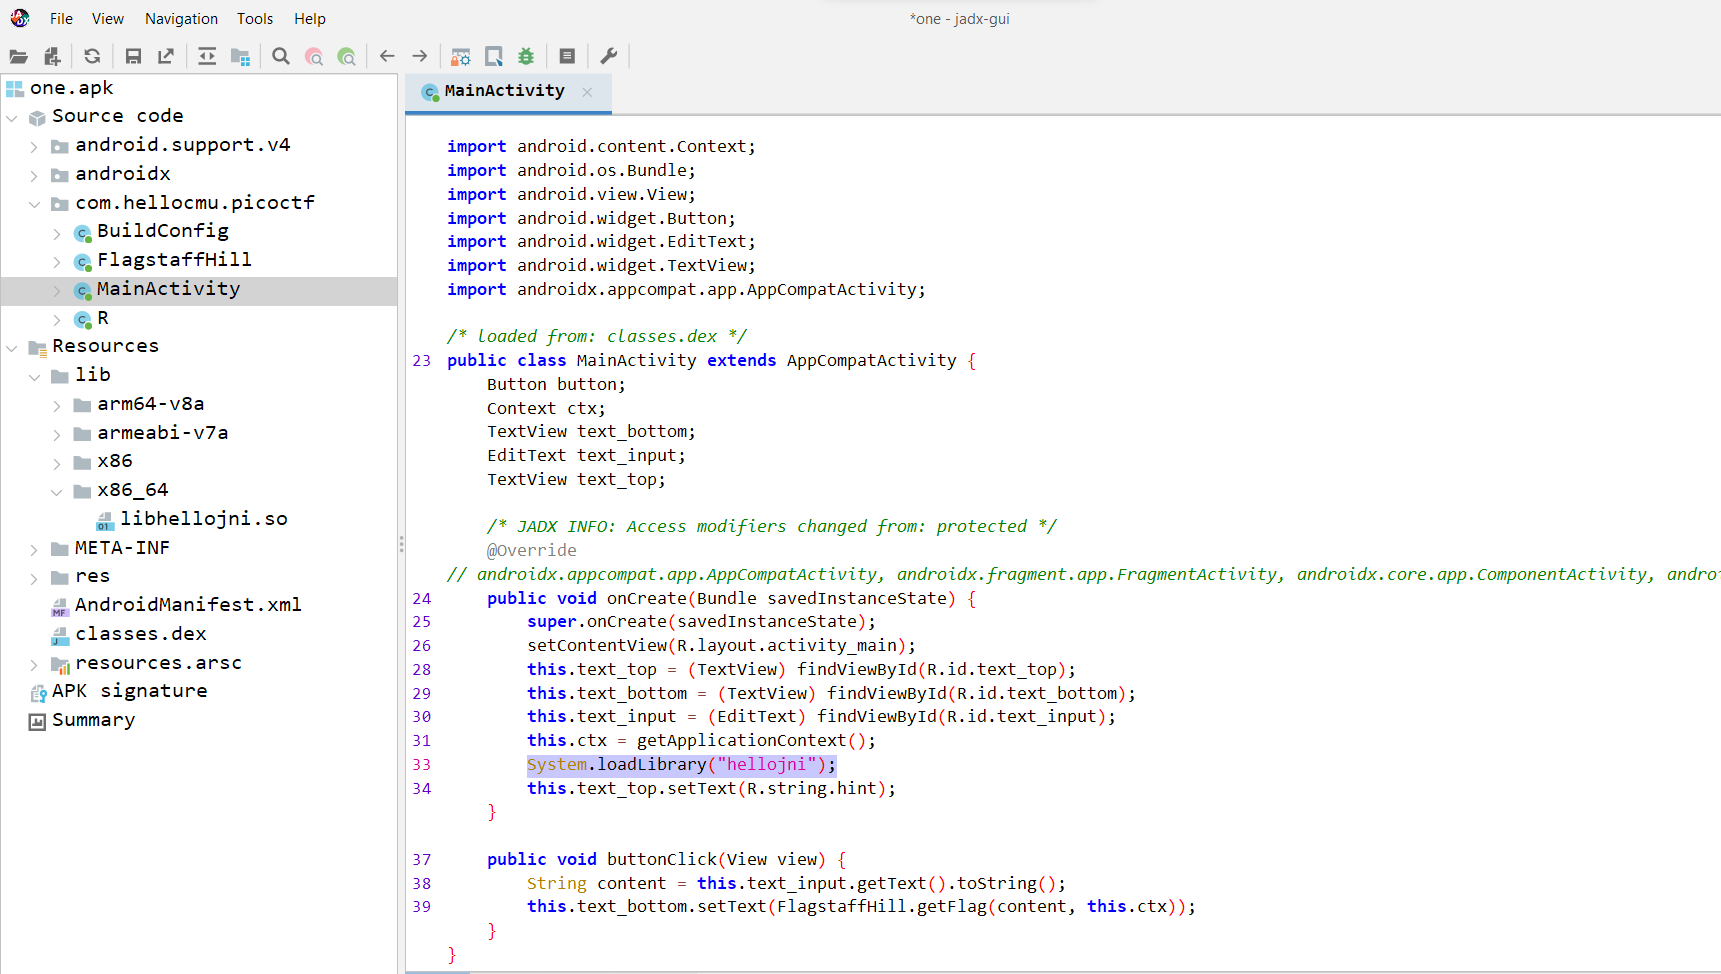 File View Navigation Tools Help
*one - jadx-gui
one.apk
Source code
android.support.v4
androidx
com.hellocmu.picoctf
BuildConfig
FlagstaffHill
MainActivity
R
Resources
lib
arm64-v8a
armeabi-v7a
x86
x86_64
libhellojni.so
META-INF
res
AndroidManifest.xml
classes.dex
resources.arsc
APK signature
Summary
MainActivity
import android.content.Context;
import android.os.Bundle;
import android.view.View;
import android.widget.Button;
import android.widget.EditText;
import android.widget.TextView;
import androidx.appcompat.app.AppCompatActivity;
/* loaded from: classes.dex */
23 public class MainActivity extends AppCompatActivity {
Button button;
Context ctx;
TextView text_bottom;
EditText text_input;
TextView text_top;
/* JADX INFO: Access modifiers changed from: protected */
@Override
// androidx.appcompat.app.AppCompatActivity, androidx.fragment.app.FragmentActivity, androidx.core.app.ComponentActivity, andro
24 public void onCreate(Bundle savedInstanceState) {
25 super.onCreate(savedInstanceState);
26 setContentView(R.layout.activity_main);
28 this.text_top = (TextView) findViewById(R.id.text_top);
29 this.text_bottom = (TextView) findViewById(R.id.text_bottom);
30 this.text_input = (EditText) findViewById(R.id.text_input);
31 this.ctx = getApplicationContext();
33 System.loadLibrary("hellojni");
34 this.text_top.setText(R.string.hint);
}
37 public void buttonClick(View view) {
38 String content = this.text_input.getText().toString();
39 this.text_bottom.setText(FlagstaffHill.getFlag(content, this.ctx));
}
}